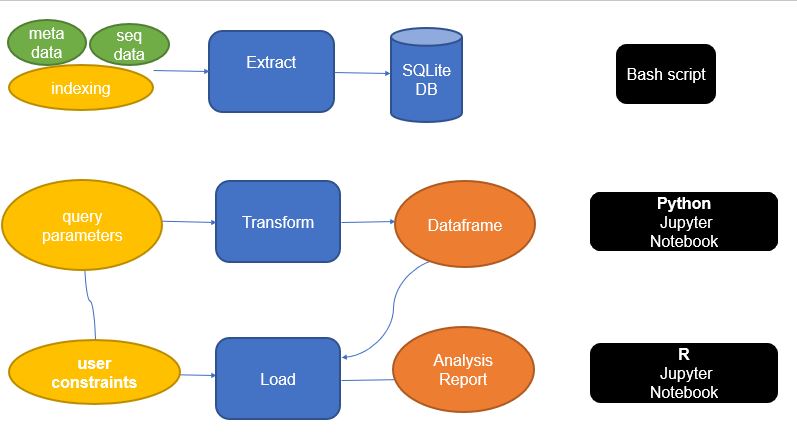 meta
data
seq
data
indexing
Extract
SQLite
DB
Bash script
query
parameters
Transform
Dataframe
Python
Jupyter
Notebook
user
constraints
Load
Analysis
Report
R
Jupyter
Notebook